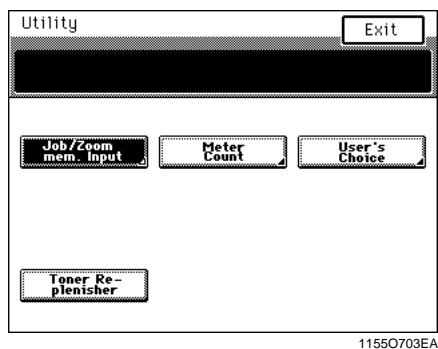 Utility
Exit
Job/Zoom
mem. Input
Meter
Count
User's
Choice
Toner Re-
plenisher
1155O703EA